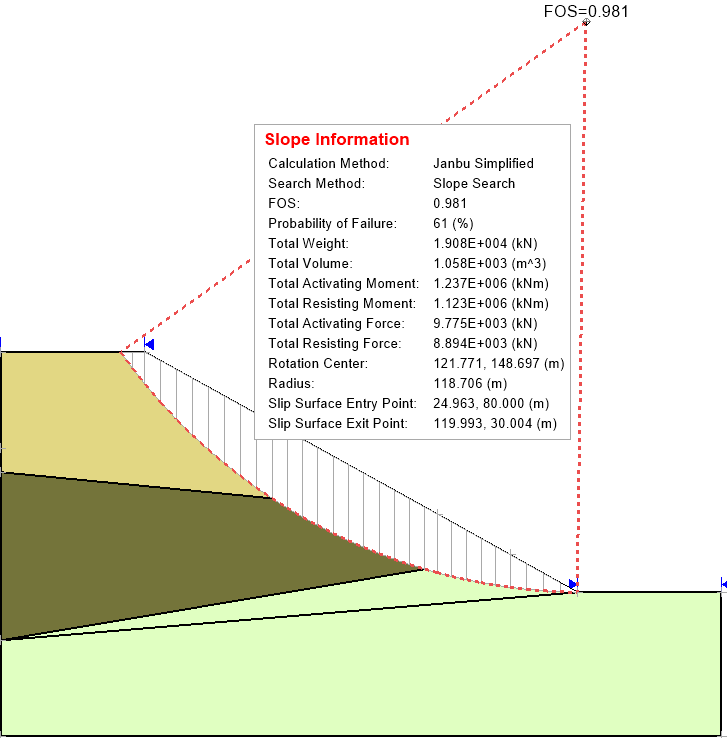 FOS=0.981
Slope Information
Calculation Method: Janbu Simplified
Search Method: Slope Search
FOS: 0.981
Probability of Failure: 61 (%)
Total Weight: 1.908E+004 (kN)
Total Volume: 1.058E+003 (m^3)
Total Activating Moment: 1.237E+006 (kNm)
Total Resisting Moment: 1.123E+006 (kNm)
Total Activating Force: 9.775E+003 (kN)
Total Resisting Force: 8.894E+003 (kN)
Rotation Center: 121.771, 148.697 (m)
Radius: 118.706 (m)
Slip Surface Entry Point: 24.963, 80.000 (m)
Slip Surface Exit Point: 119.993, 30.004 (m)